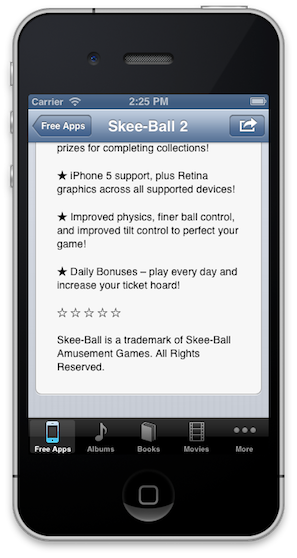 Carrier 2:25 PM
Free Apps Skee-Ball 2
prizes for completing collections!
★ iPhone 5 support, plus Retina
graphics across all supported devices!
★ Improved physics, finer ball control,
and improved tilt control to perfect your
game!
★ Daily Bonuses – play every day and
increase your ticket hoard!
☆ ☆ ☆ ☆ ☆
Skee-Ball is a trademark of Skee-Ball
Amusement Games. All Rights
Reserved.
Free Apps Albums Books Movies More